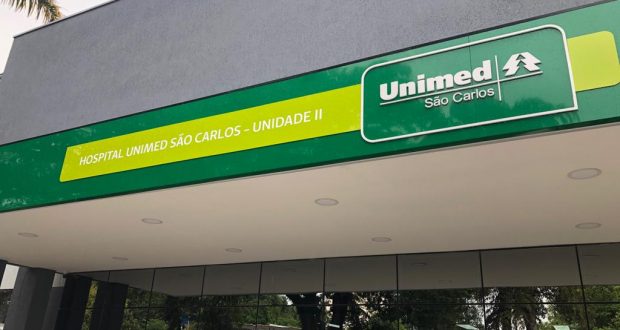 HOSPITAL UNIMED SÃO CARLOS - UNIDADE II
Unimed
São Carlos